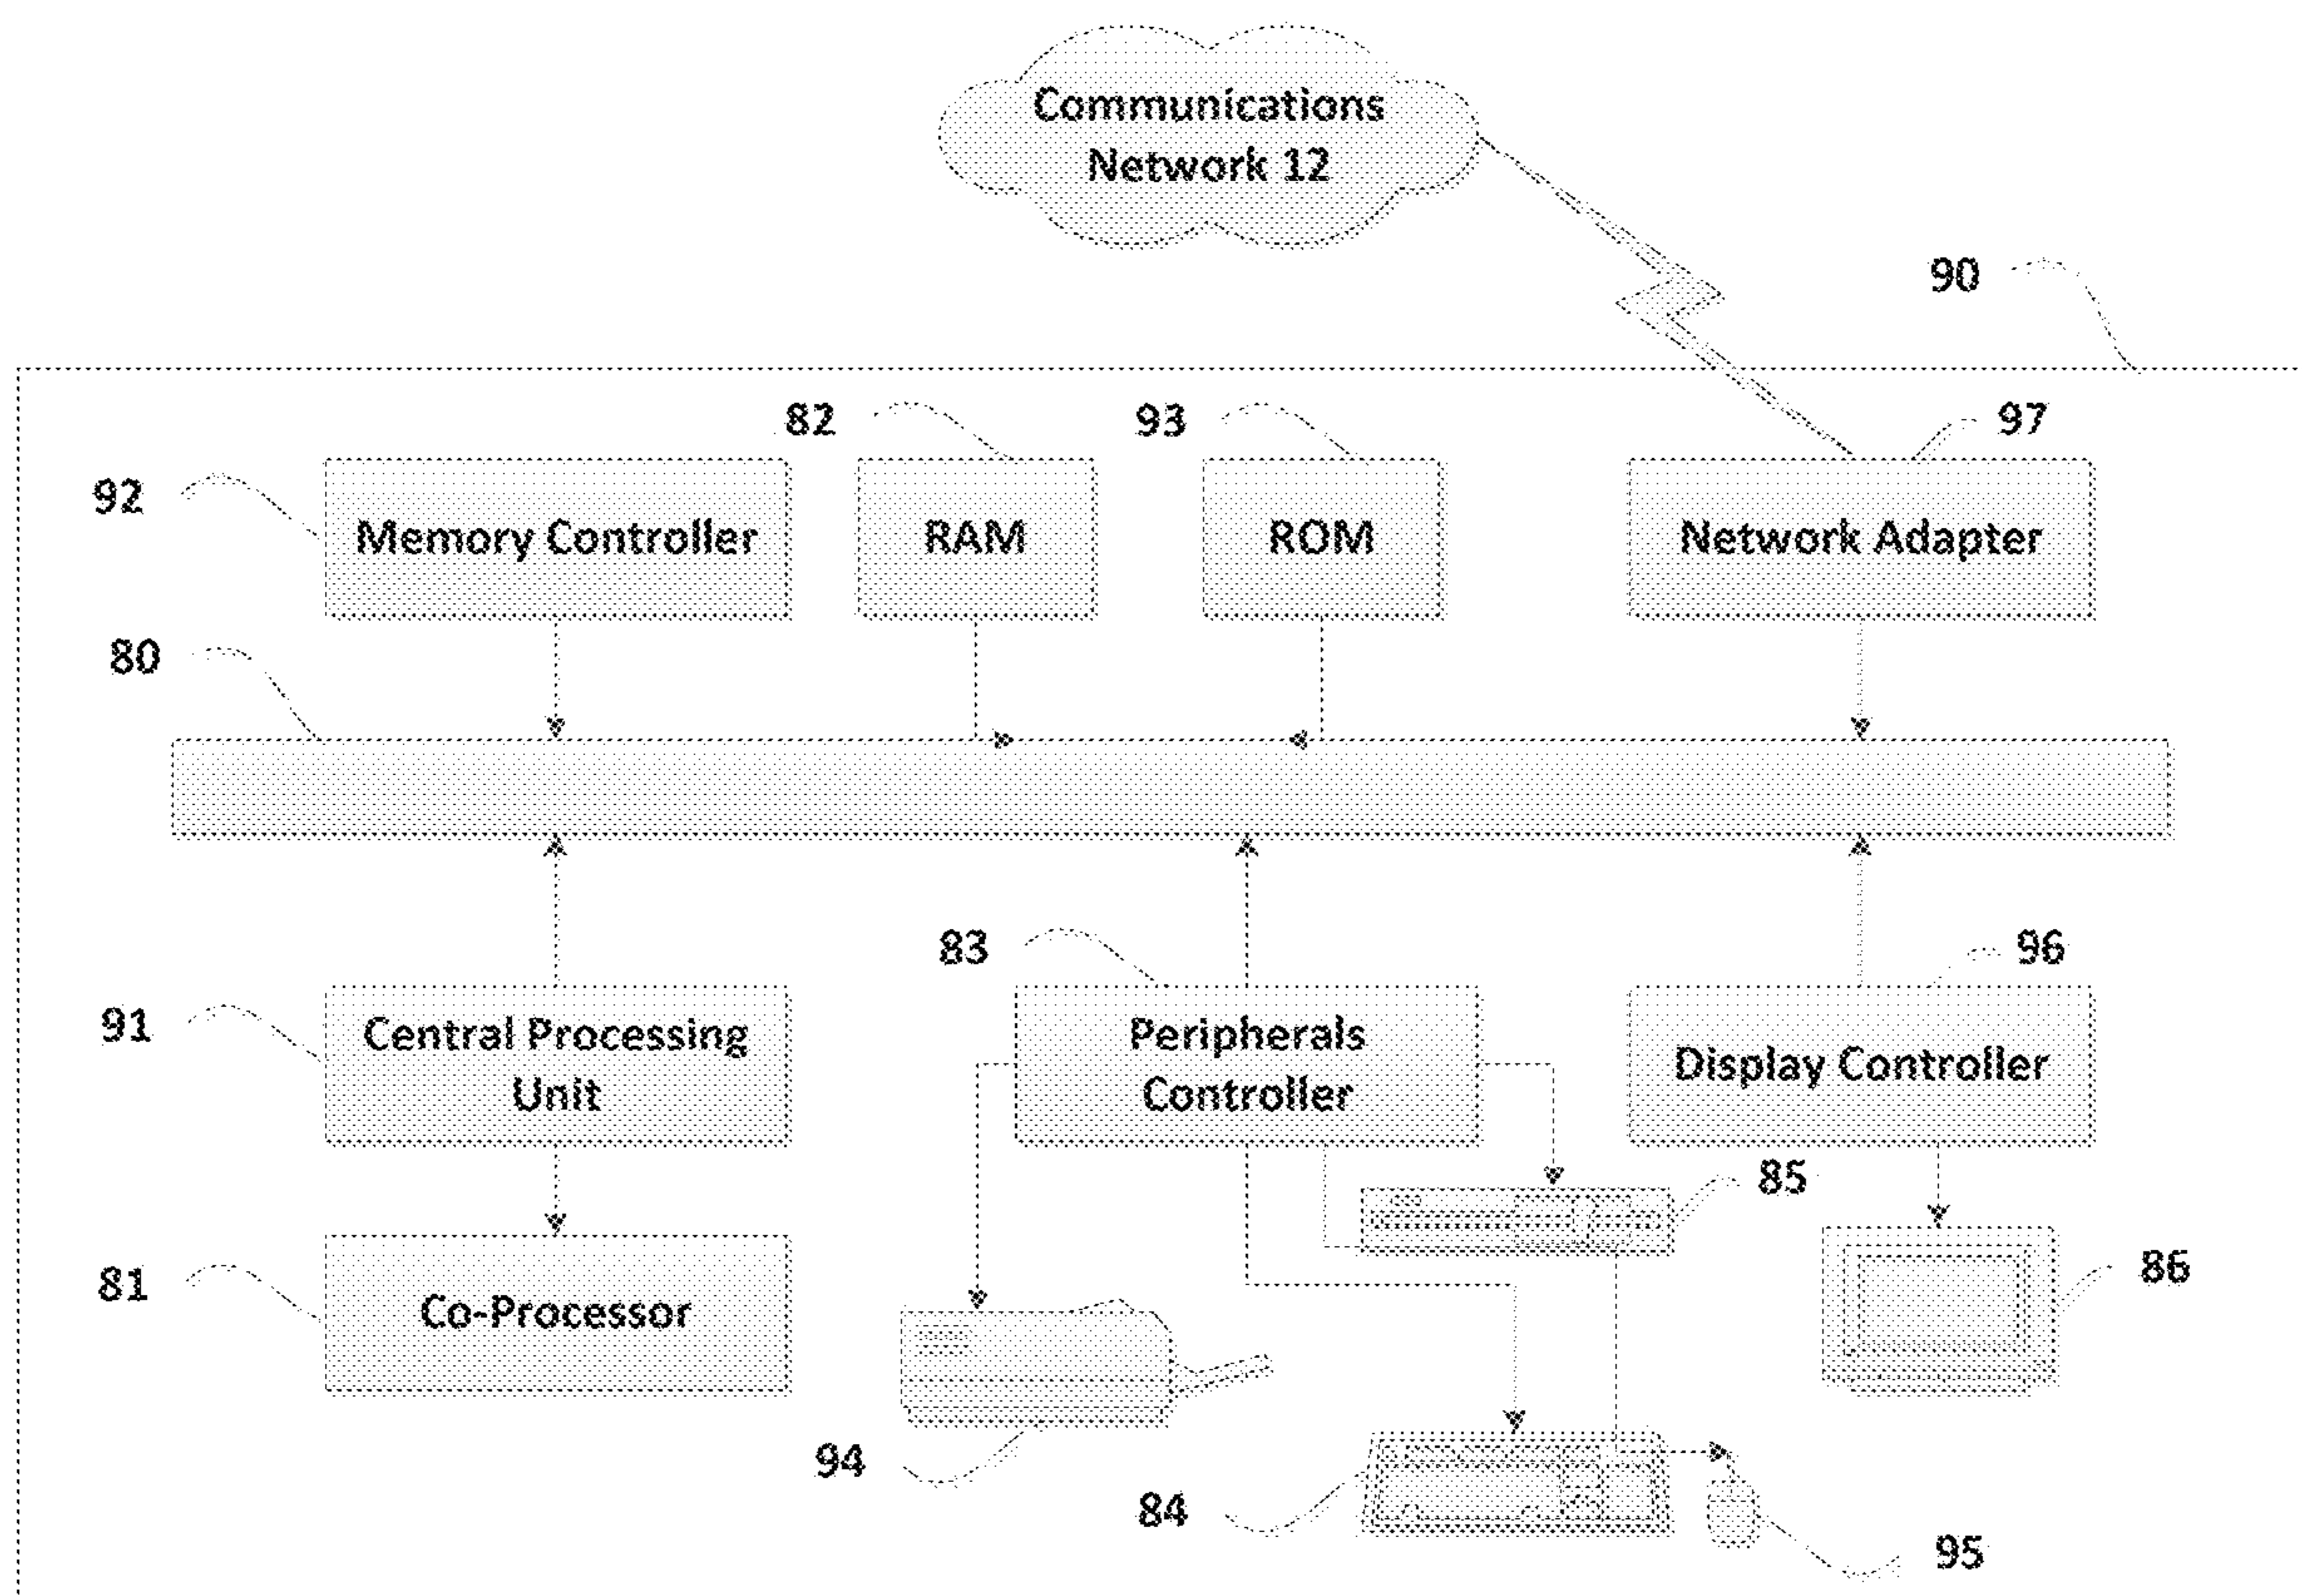 Communications
Network 12
90
82
93
97
92
Memory Controller
RAM
ROM
Network Adapter
80
83
96
91
Central Processing
Unit
Peripherals
Controller
Display Controller
85
86
81
Co-Processor
94
84
95